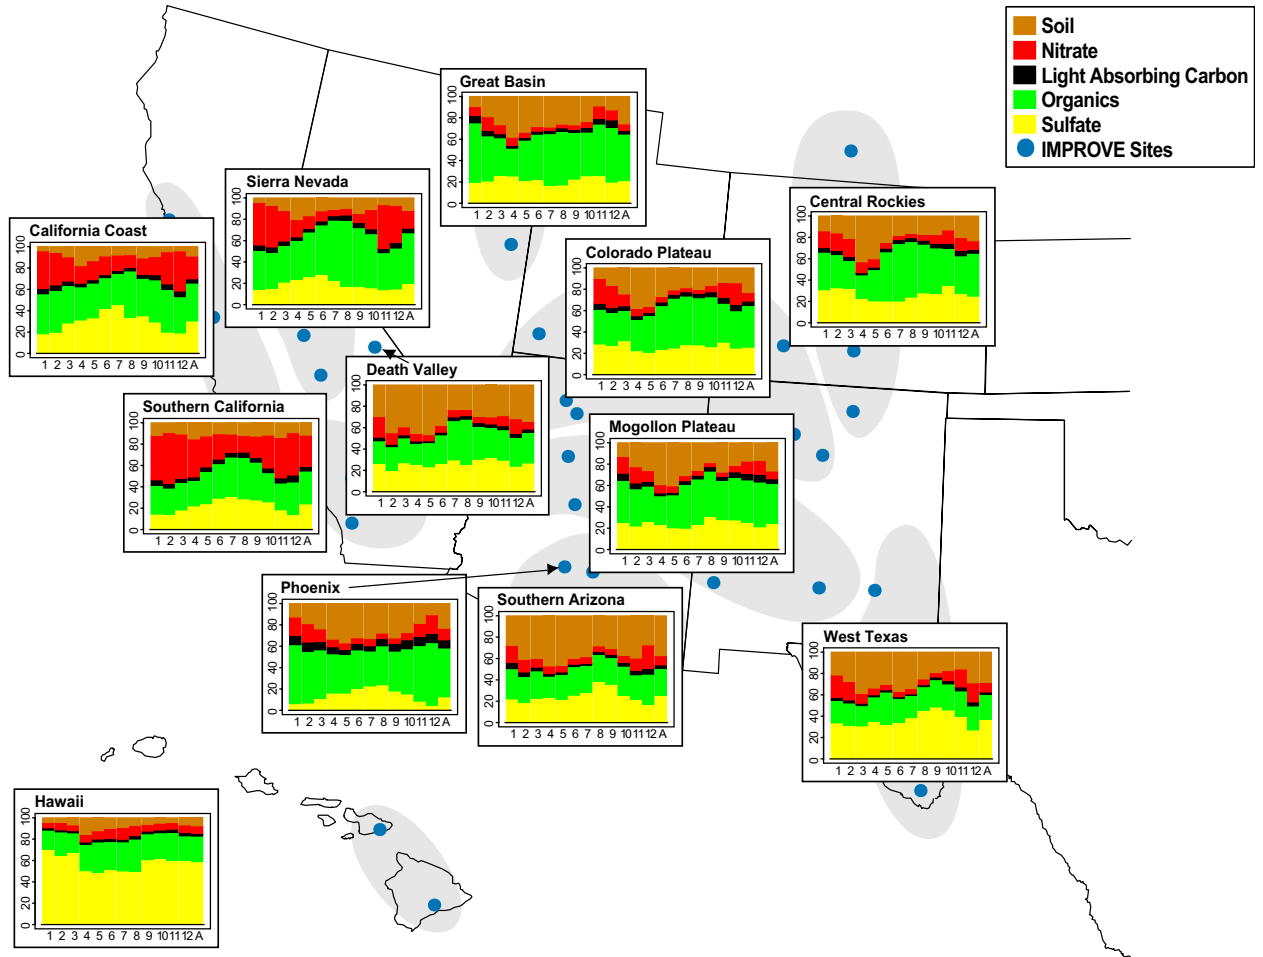 Soil
Nitrate
Light Absorbing Carbon
Organics
Sulfate
IMPROVE Sites
Great Basin
0 20 40 60 80 100
1 2 3 4 5 6 7 8 9 10 11 12 A
Sierra Nevada
0 20 40 60 80 100
1 2 3 4 5 6 7 8 9 10 11 12 A
Central Rockies
0 20 40 60 80 100
1 2 3 4 5 6 7 8 9 10 11 12 A
California Coast
0 20 40 60 80 100
1 2 3 4 5 6 7 8 9 10 11 12 A
Colorado Plateau
0 20 40 60 80 100
1 2 3 4 5 6 7 8 9 10 11 12 A
Death Valley
0 20 40 60 80 100
1 2 3 4 5 6 7 8 9 10 11 12 A
Southern California
0 20 40 60 80 100
1 2 3 4 5 6 7 8 9 10 11 12 A
Mogollon Plateau
0 20 40 60 80 100
1 2 3 4 5 6 7 8 9 10 11 12 A
Phoenix
0 20 40 60 80 100
1 2 3 4 5 6 7 8 9 10 11 12 A
Southern Arizona
0 20 40 60 80 100
1 2 3 4 5 6 7 8 9 10 11 12 A
West Texas
0 20 40 60 80 100
1 2 3 4 5 6 7 8 9 10 11 12 A
Hawaii
0 20 40 60 80 100
1 2 3 4 5 6 7 8 9 10 11 12 A